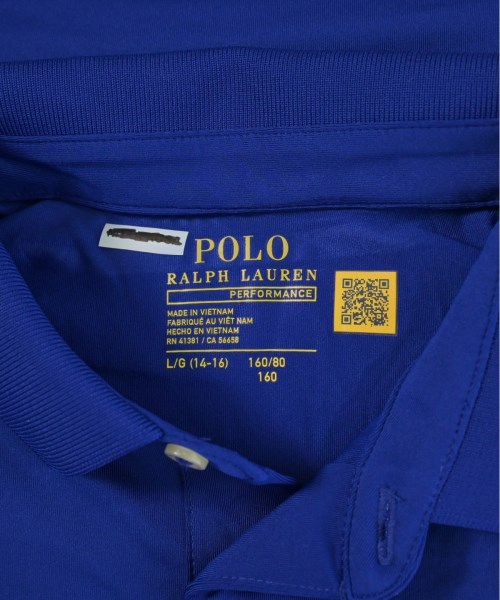 POLO
RALPH LAUREN
PERFORMANCE
MADE IN VIETNAM
FABRIQUÉ AU VIÊT NAM
HECHO EN VIETNAM
RN 41381 / CA 56658
L/G (14-16) 160/80
160